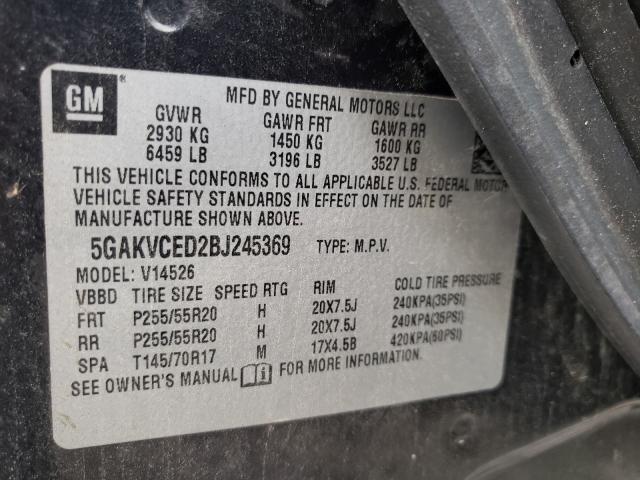 GM ®
MFD BY GENERAL MOTORS LLC
GVWR GAWR FRT GAWR RR
2930 KG 1450 KG 1600 KG
6459 LB 3196 LB 3527 LB
THIS VEHICLE CONFORMS TO ALL APPLICABLE U.S. FEDERAL MOTOR
VEHICLE SAFETY STANDARDS IN EFFECT ON THE DATE OF
MANUFACTURE SHOWN ABOVE.
5GAKVCED2BJ245369 TYPE: M.P.V.
MODEL: V14526
VBBD TIRE SIZE SPEED RTG RIM COLD TIRE PRESSURE
FRT P255/55R20 H 20X7.5J 240KPA(35PSI)
RR P255/55R20 H 20X7.5J 240KPA(35PSI)
SPA T145/70R17 M 17X4.5B 420KPA(60PSI)
SEE OWNER'S MANUAL FOR MORE INFORMATION.